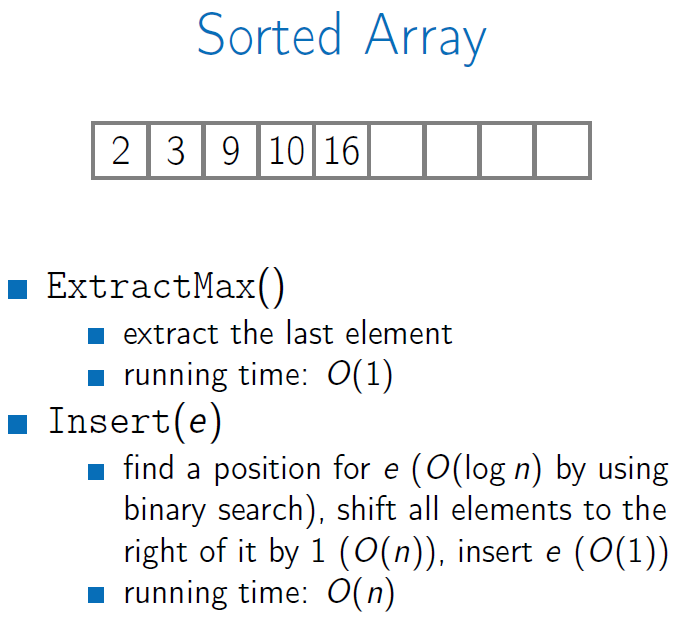 Sorted Array
2 3 9 10 16
ExtractMax()
extract the last element
running time: O(1)
Insert(e)
find a position for e (O(log n) by using
binary search), shift all elements to the
right of it by 1 (O(n)), insert e (O(1))
running time: O(n)